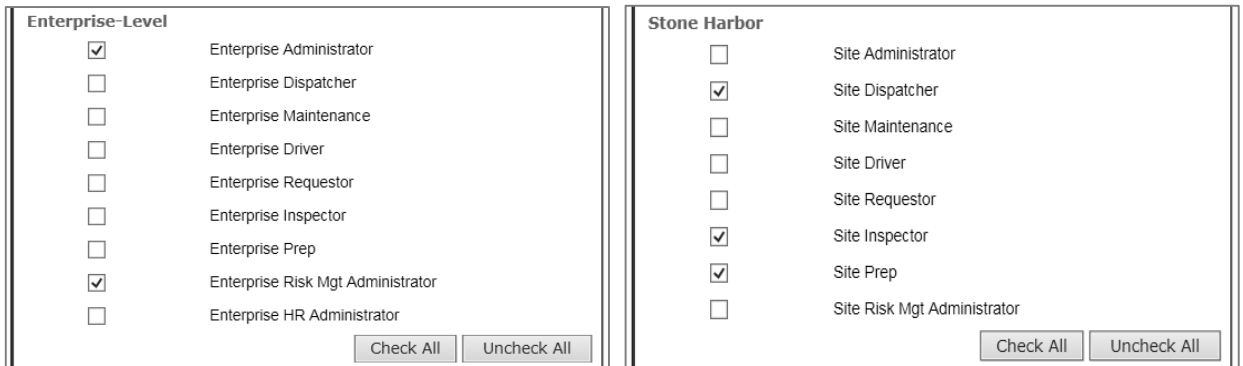 Enterprise-Level
Enterprise Administrator
Enterprise Dispatcher
Enterprise Maintenance
Enterprise Driver
Enterprise Requestor
Enterprise Inspector
Enterprise Prep
Enterprise Risk Mgt Administrator
Enterprise HR Administrator
Check All Uncheck All
Stone Harbor
Site Administrator
Site Dispatcher
Site Maintenance
Site Driver
Site Requestor
Site Inspector
Site Prep
Site Risk Mgt Administrator
Check All Uncheck All